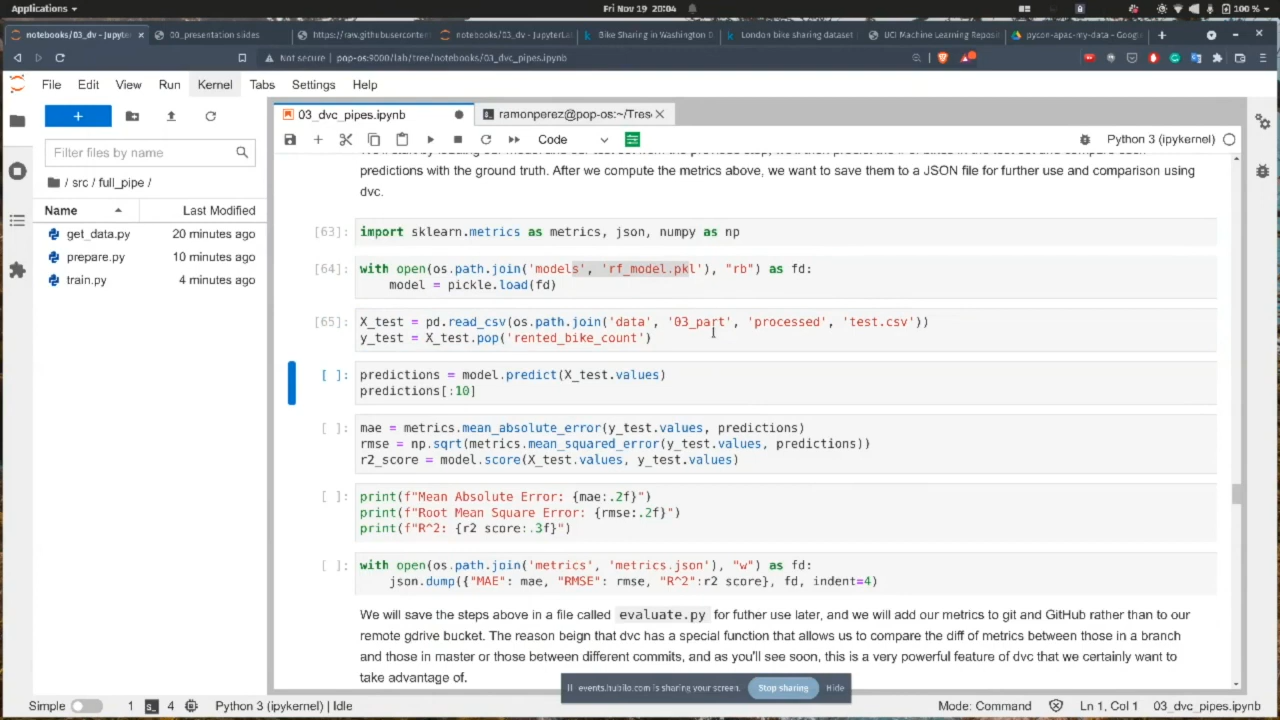 Applications
Fri Nov 19 20:04
100 %
notebooks/03_dv - Jupyter
00_presentation slides
https://raw.githubusercontent
notebooks/03_dvc - JupyterLab
Bike Sharing in Washington D
London bike sharing dataset
UCI Machine Learning Reposit
pycon-apac-my-data - Google
Not secure
pop-os:9000/lab/tree/notebooks/03_dvc_pipes.ipynb
File Edit View Run Kernel Tabs Settings Help
03_dvc_pipes.ipynb
ramonperez@pop-os:~/Tres
Code
Python 3 (ipykernel)
Filter files by name
/ src / full_pipe /
Name Last Modified
get_data.py 20 minutes ago
prepare.py 10 minutes ago
train.py 4 minutes ago
predictions with the ground truth. After we compute the metrics above, we want to save them to a JSON file for further use and comparison using
dvc.
[63]: import sklearn.metrics as metrics, json, numpy as np
[64]: with open(os.path.join('models', 'rf_model.pkl'), "rb") as fd:
model = pickle.load(fd)
[65]: X_test = pd.read_csv(os.path.join('data', '03_part', 'processed', 'test.csv'))
y_test = X_test.pop('rented_bike_count')
[ ]: predictions = model.predict(X_test.values)
predictions[:10]
[ ]: mae = metrics.mean_absolute_error(y_test.values, predictions)
rmse = np.sqrt(metrics.mean_squared_error(y_test.values, predictions))
r2_score = model.score(X_test.values, y_test.values)
[ ]: print(f"Mean Absolute Error: {mae:.2f}")
print(f"Root Mean Square Error: {rmse:.2f}")
print(f"R^2: {r2_score:.3f}")
[ ]: with open(os.path.join('metrics', 'metrics.json'), "w") as fd:
json.dump({"MAE": mae, "RMSE": rmse, "R^2":r2_score}, fd, indent=4)
We will save the steps above in a file called evaluate.py for futher use later, and we will add our metrics to git and GitHub rather than to our
remote gdrive bucket. The reason beign that dvc has a special function that allows us to compare the diff of metrics between those in a branch
and those in master or those between different commits, and as you'll see soon, this is a very powerful feature of dvc that we certainly want to
take advantage of.
events.hubilo.com is sharing your screen. Stop sharing Hide
Simple 1 4 Python 3 (ipykernel) | Idle
Mode: Command Ln 1, Col 1 03_dvc_pipes.ipynb